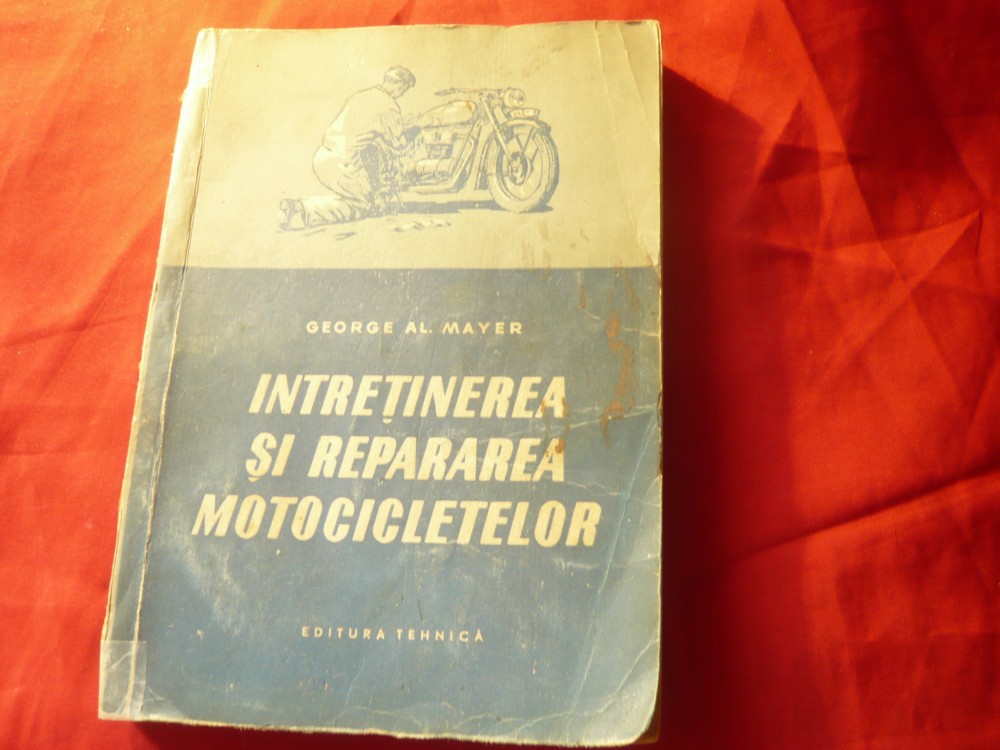 GEORGE AL. MAYER
INTREȚINEREA
ȘI REPARAREA
MOTOCICLETELOR
EDITURA TEHNICĂ